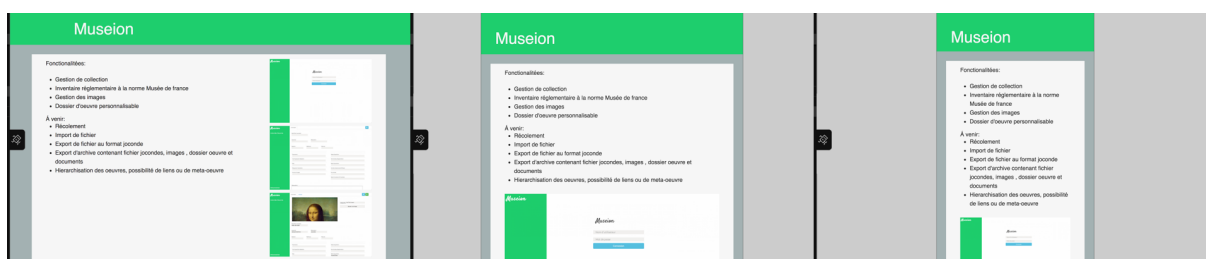 Museion
Fonctionalitées:
Gestion de collection
Inventaire réglementaire à la norme Musée de france
Gestion des images
Dossier d'oeuvre personnalisable
À venir:
Récolement
Import de fichier
Export de fichier au format joconde
Export d'archive contenant fichier jocondes, images , dossier oeuvre et
documents
Hierarchisation des oeuvres, possibilité de liens ou de meta-oeuvre
Museion
Fonctionalitées:
Gestion de collection
Inventaire réglementaire à la norme Musée de france
Gestion des images
Dossier d'oeuvre personnalisable
À venir:
Récolement
Import de fichier
Export de fichier au format joconde
Export d'archive contenant fichier jocondes, images , dossier oeuvre et
documents
Hierarchisation des oeuvres, possibilité de liens ou de meta-oeuvre
Museion
Museion
Museion
Fonctionalitées:
Gestion de collection
Inventaire réglementaire à la norme
Musée de france
Gestion des images
Dossier d'oeuvre personnalisable
À venir:
Récolement
Import de fichier
Export de fichier au format joconde
Export d'archive contenant fichier
jocondes, images , dossier oeuvre et
documents
Hierarchisation des oeuvres, possibilité
de liens ou de meta-oeuvre